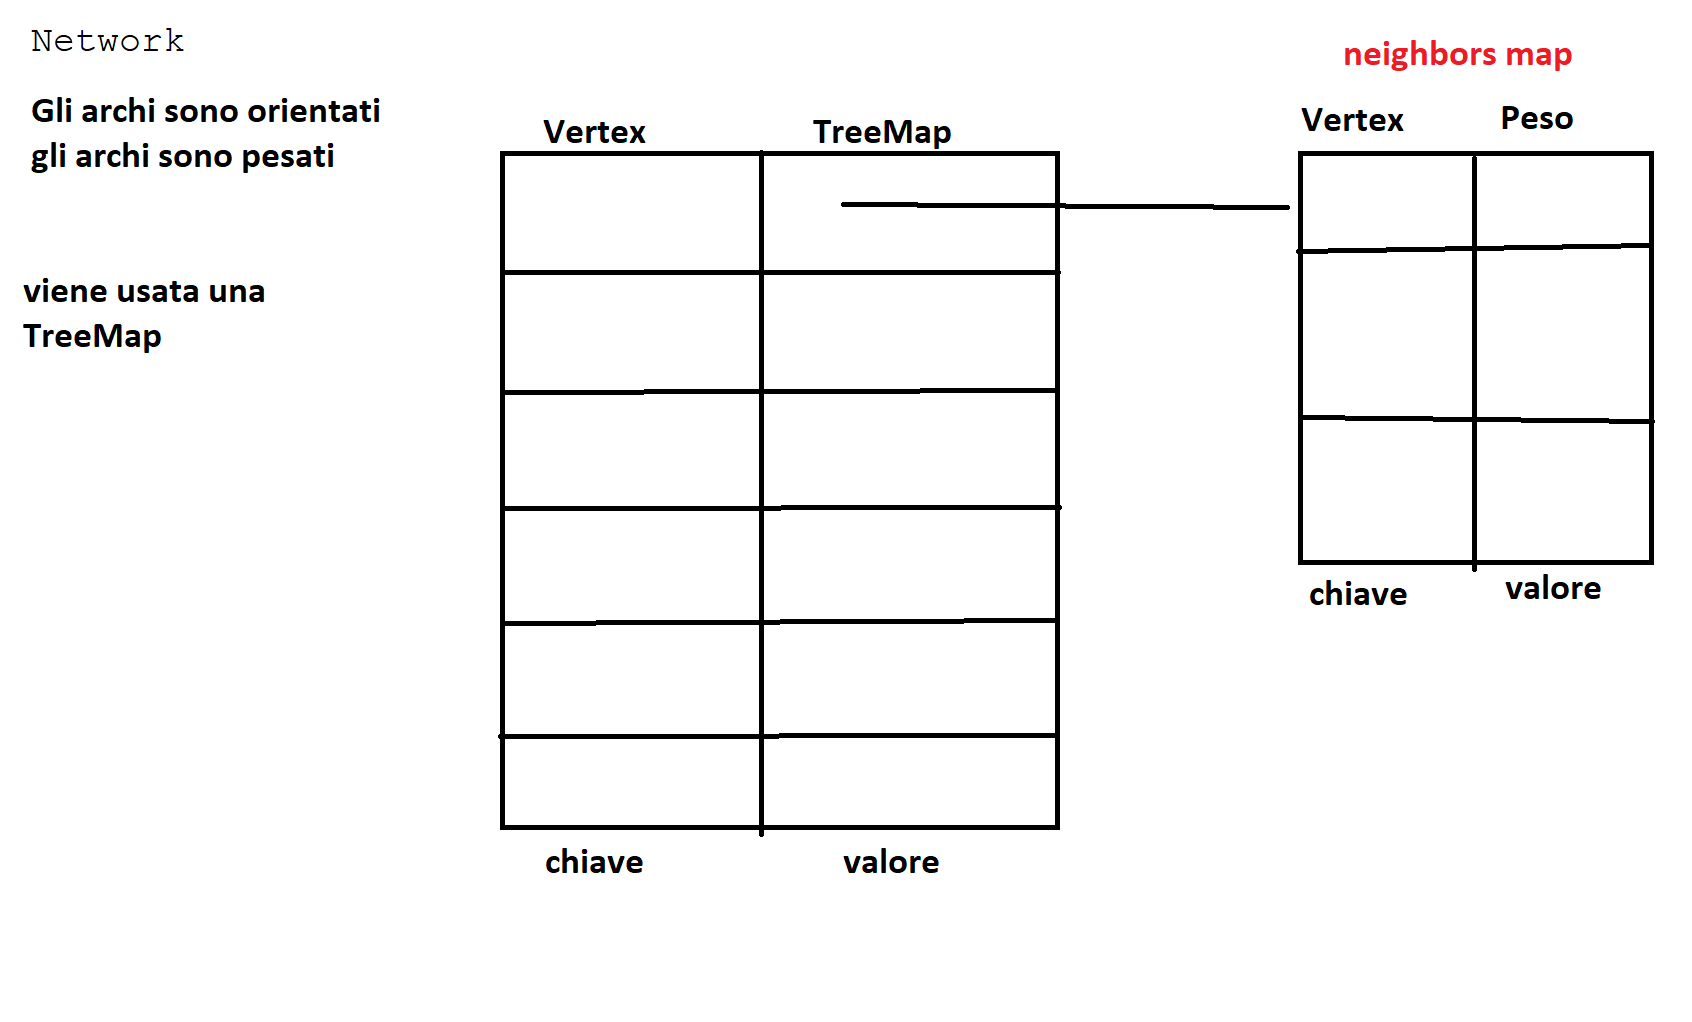 Network
Gli archi sono orientati
gli archi sono pesati
viene usata una
TreeMap
Vertex TreeMap
chiave valore
neighbors map
Vertex Peso
chiave valore